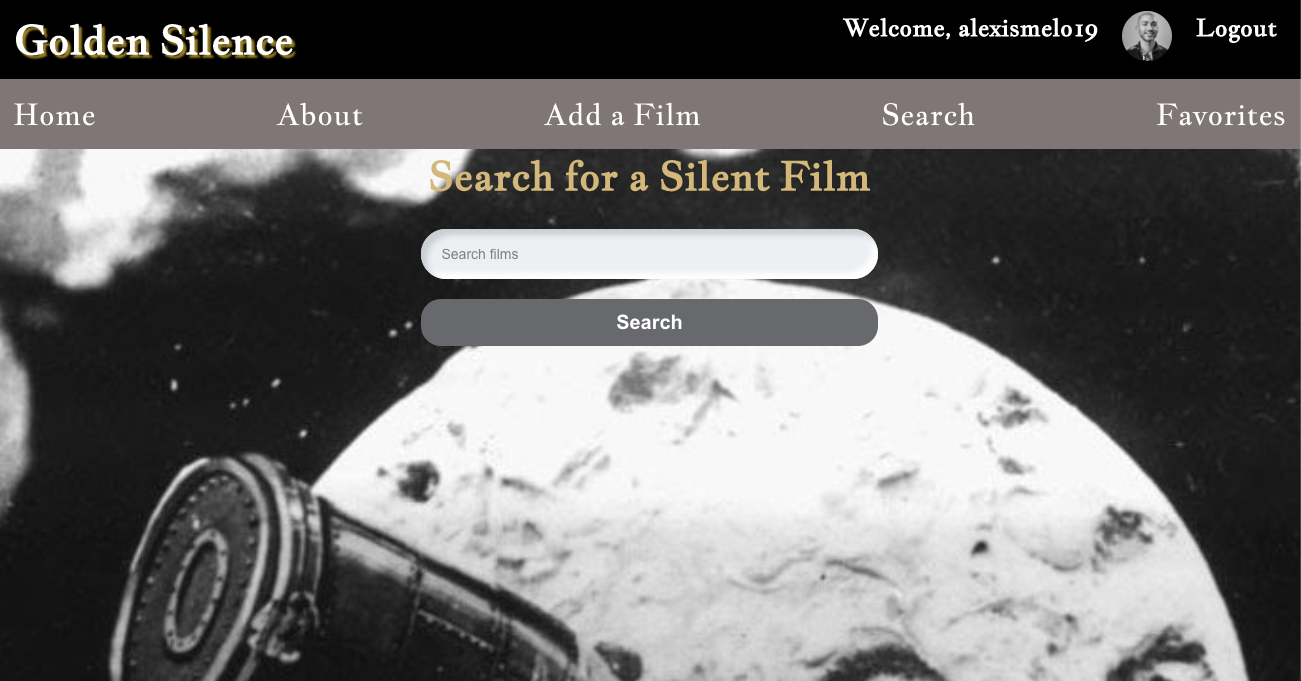 Golden Silence
Welcome, alexismelo19
Logout
Home About Add a Film Search Favorites
Search for a Silent Film
Search films
Search